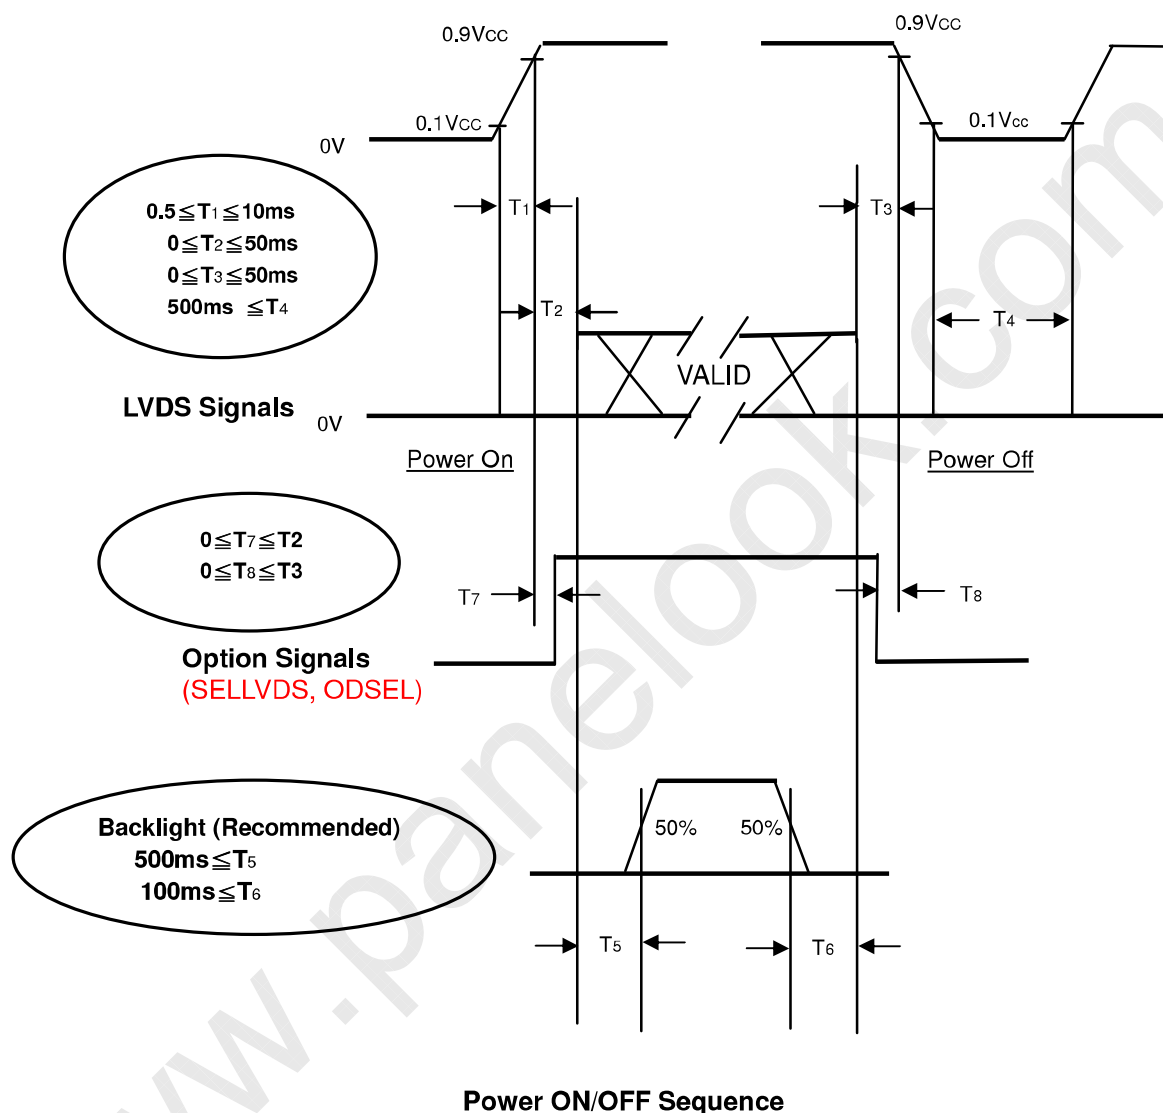 0.9Vcc
0.9Vcc
0.1Vcc
0.1Vcc
0V
0.5≦T1≦10ms
0≦T2≦50ms
0≦T3≦50ms
500ms ≦T4
T1
T3
T2
T4
VALID
LVDS Signals
0V
Power On
Power Off
0≦T7≦T2
0≦T8≦T3
T7
T8
Option Signals
(SELLVDS, ODSEL)
Backlight (Recommended)
500ms≦T5
100ms≦T6
50%
50%
T5
T6
Power ON/OFF Sequence
www.panelook.com